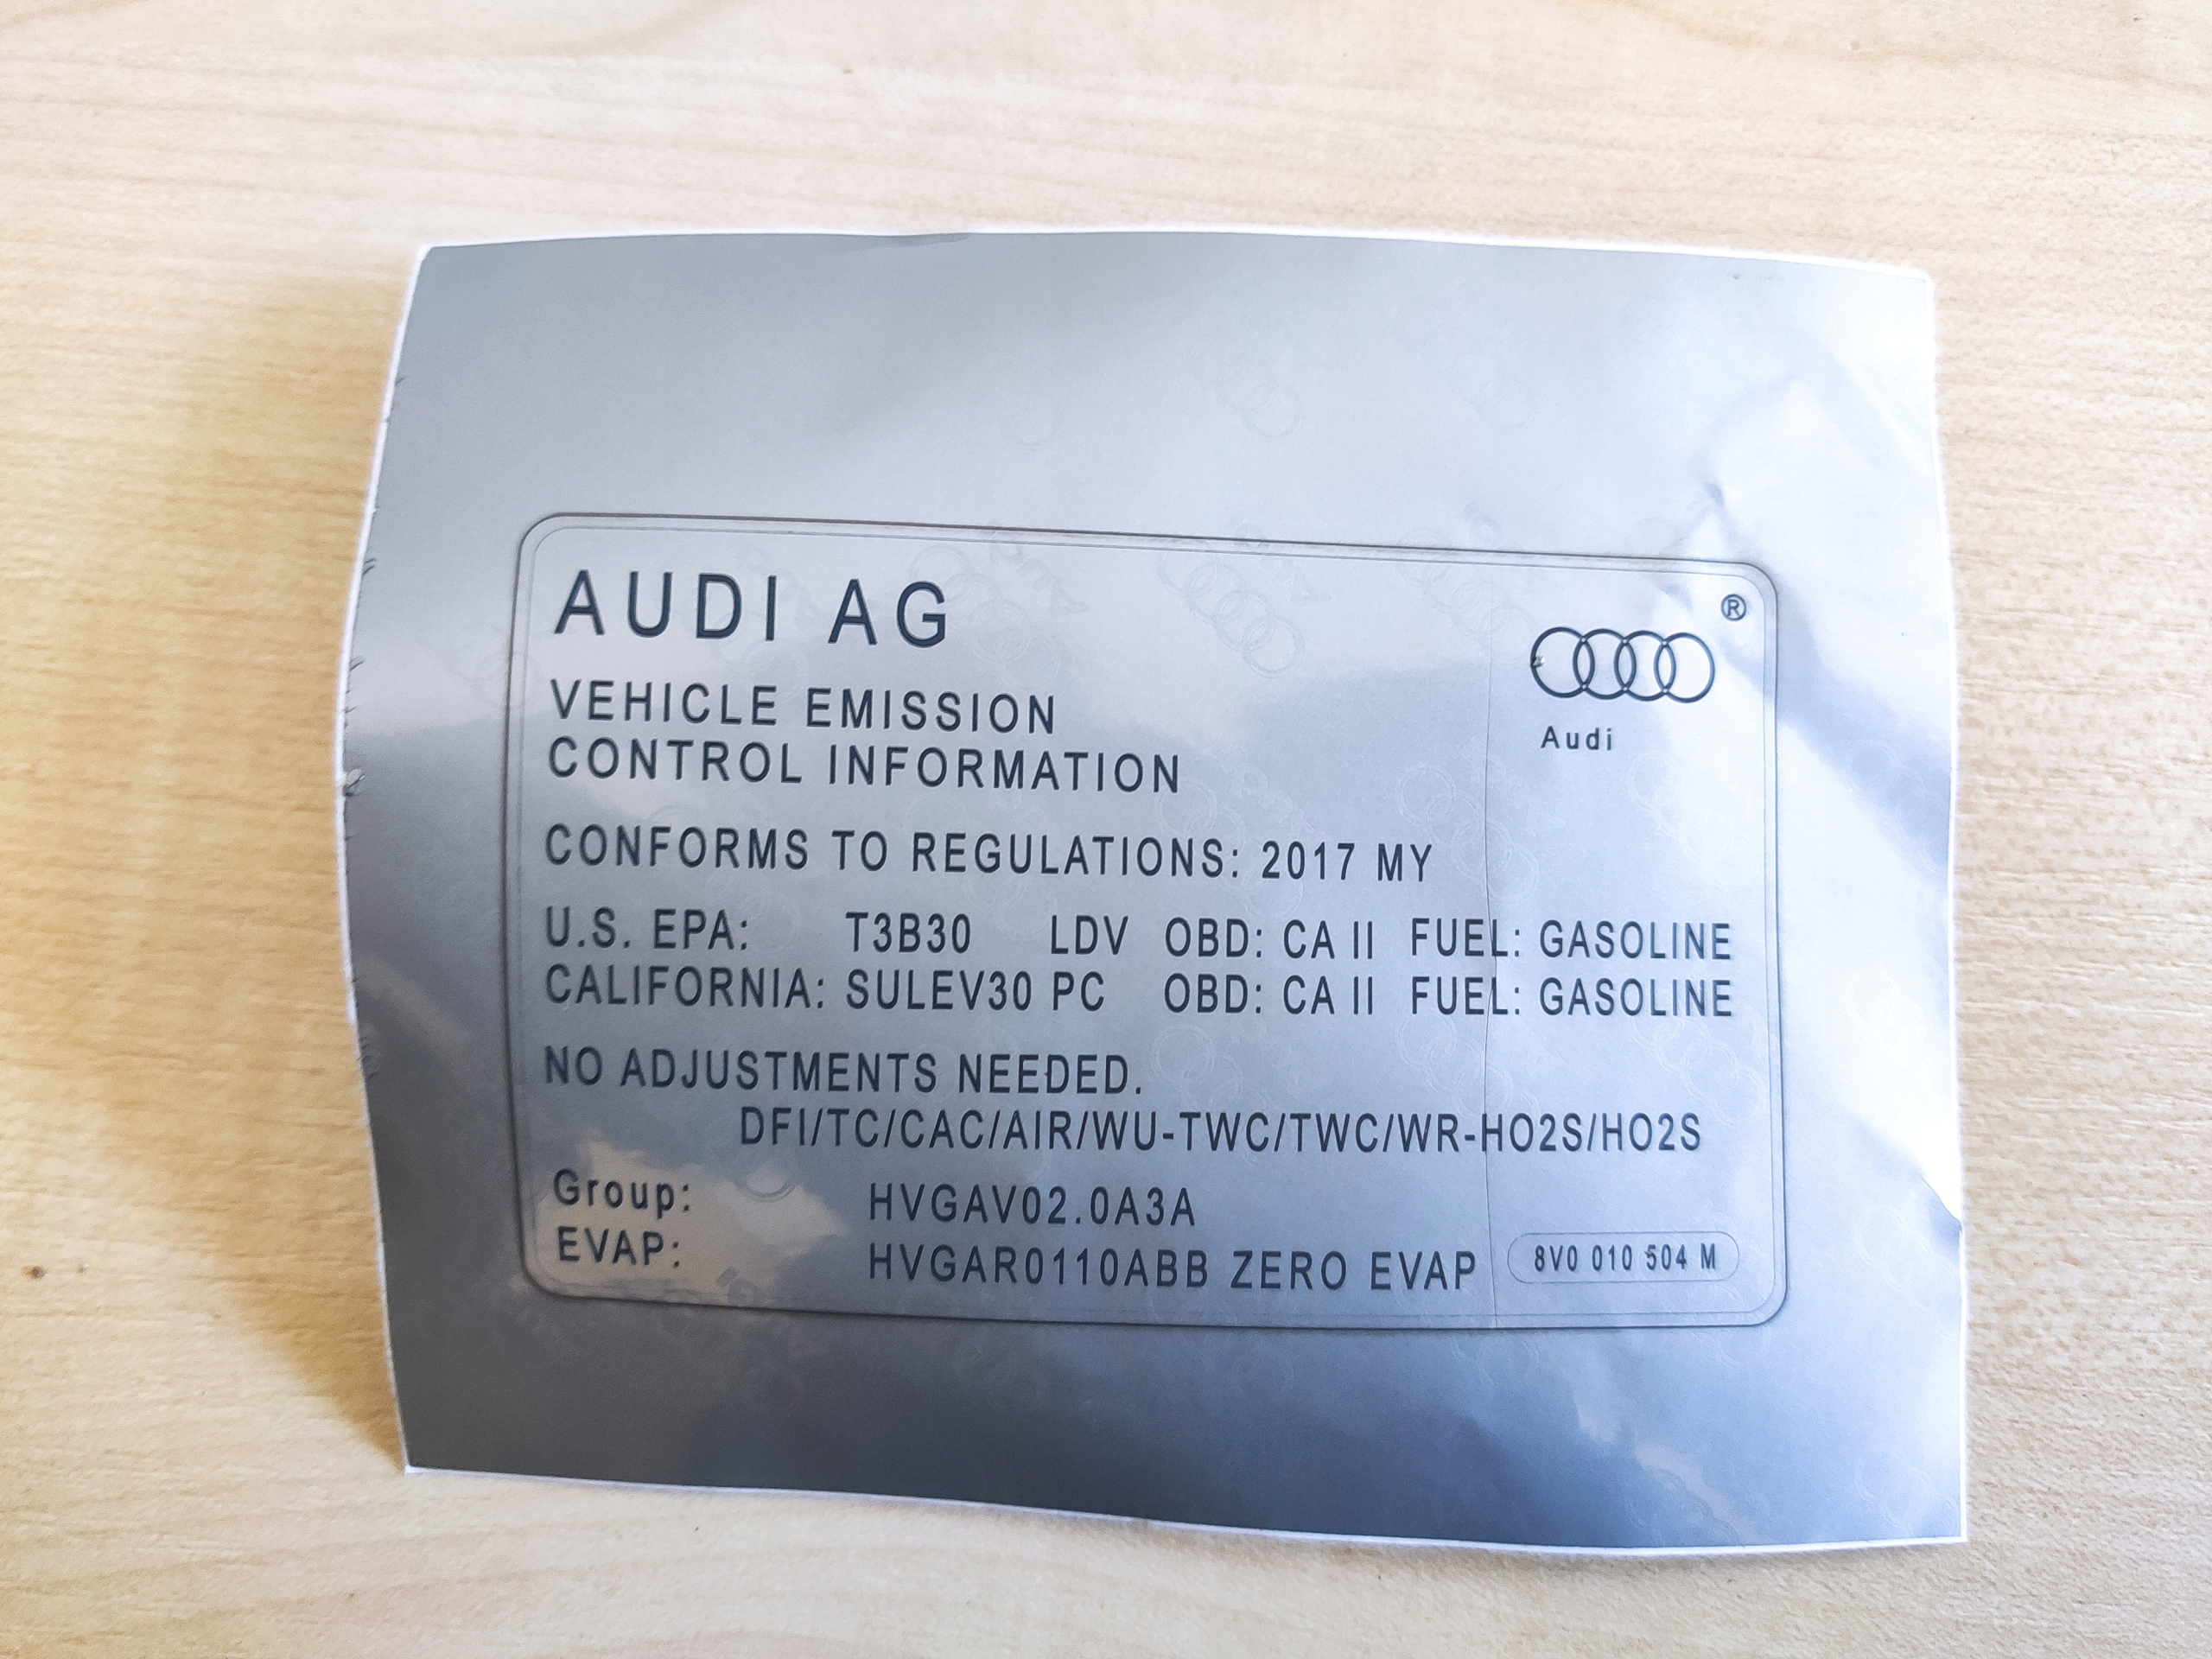 AUDI AG
®
Audi
VEHICLE EMISSION
CONTROL INFORMATION
CONFORMS TO REGULATIONS: 2017 MY
U.S. EPA: T3B30 LDV OBD: CA II FUEL: GASOLINE
CALIFORNIA: SULEV30 PC OBD: CA II FUEL: GASOLINE
NO ADJUSTMENTS NEEDED.
DFI/TC/CAC/AIR/WU-TWC/TWC/WR-HO2S/HO2S
Group: HVGAV02.0A3A
EVAP: HVGAR0110ABB ZERO EVAP
8V0 010 504 M